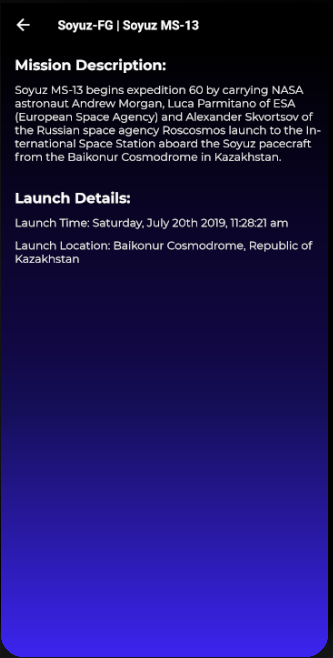 Soyuz-FG | Soyuz MS-13
Mission Description:
Soyuz MS-13 begins expedition 60 by carrying NASA
astronaut Andrew Morgan, Luca Parmitano of ESA
(European Space Agency) and Alexander Skvortsov of
the Russian space agency Roscosmos launch to the In-
ternational Space Station aboard the Soyuz pacecraft
from the Baikonur Cosmodrome in Kazakhstan.
Launch Details:
Launch Time: Saturday, July 20th 2019, 11:28:21 am
Launch Location: Baikonur Cosmodrome, Republic of
Kazakhstan